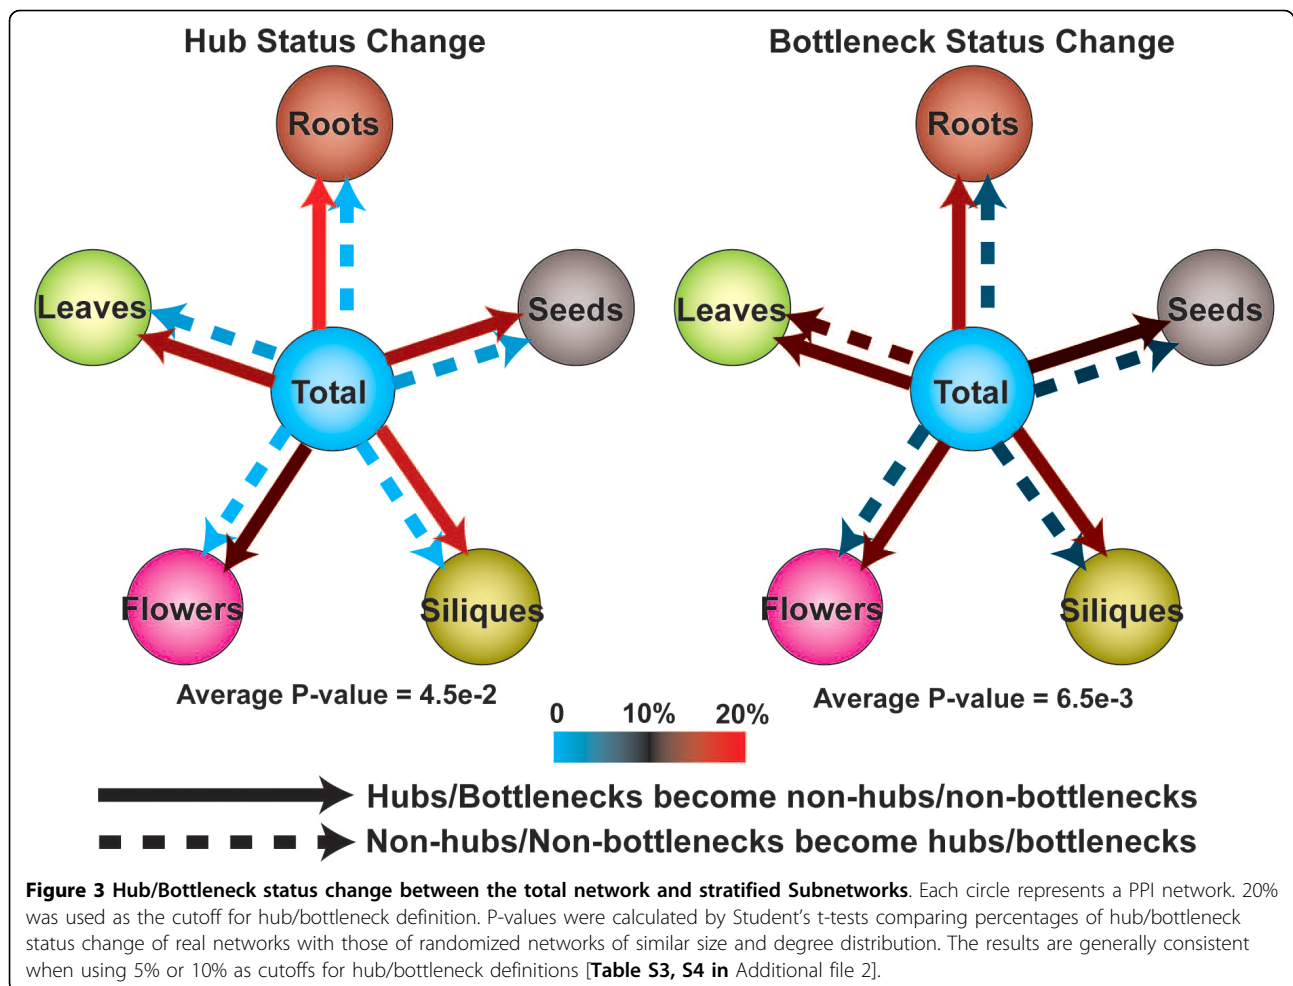 Hub Status Change
Roots
Leaves
Seeds
Total
Flowers
Siliques
Average P-value = 4.5e-2
Bottleneck Status Change
Roots
Leaves
Seeds
Total
Flowers
Siliques
Average P-value = 6.5e-3
0 10% 20%
Hubs/Bottlenecks become non-hubs/non-bottlenecks
Non-hubs/Non-bottlenecks become hubs/bottlenecks
Figure 3 Hub/Bottleneck status change between the total network and stratified Subnetworks. Each circle represents a PPI network. 20%
was used as the cutoff for hub/bottleneck definition. P-values were calculated by Student's t-tests comparing percentages of hub/bottleneck
status change of real networks with those of randomized networks of similar size and degree distribution. The results are generally consistent
when using 5% or 10% as cutoffs for hub/bottleneck definitions [Table S3, S4 in Additional file 2].